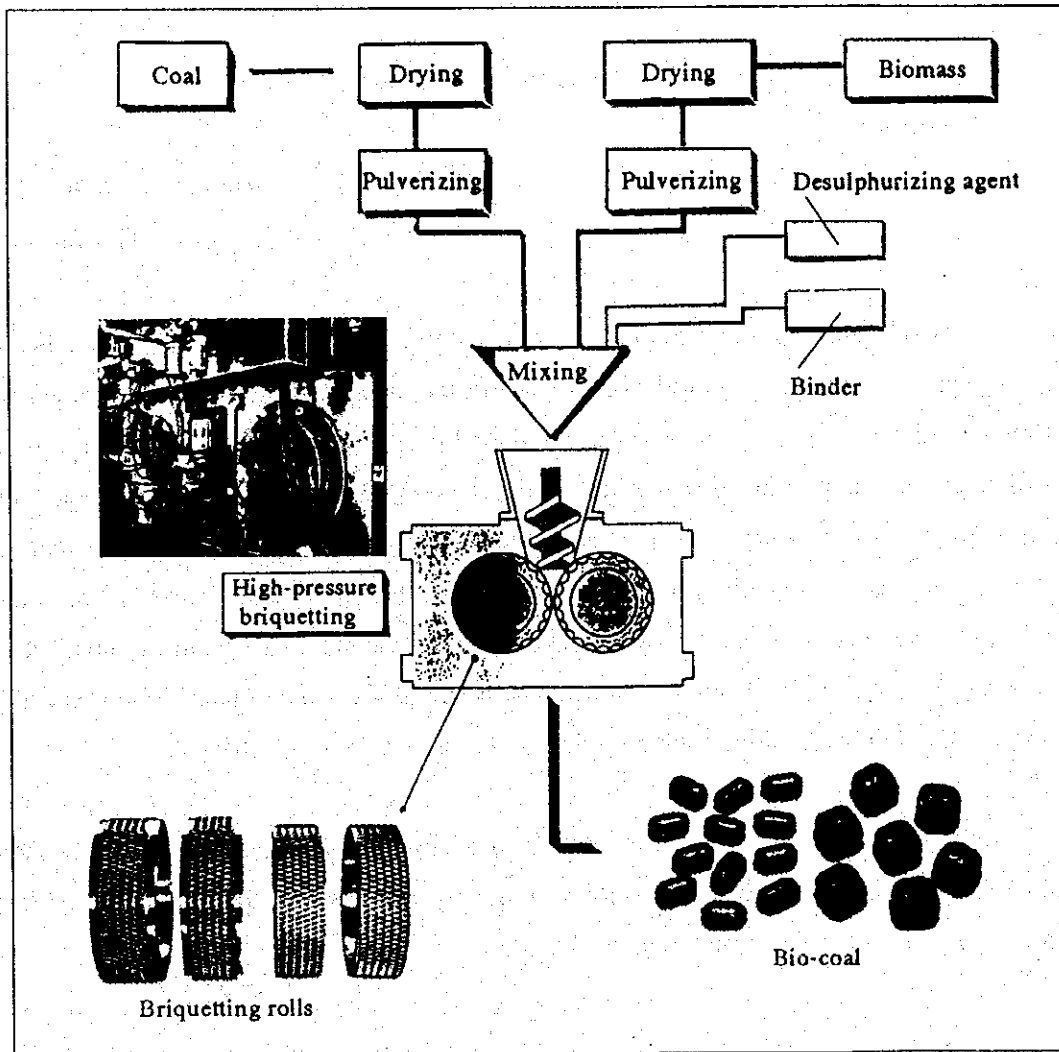 Coal
Drying
Drying
Biomass
Pulverizing
Pulverizing
Desulphurizing agent
Mixing
Binder
High-pressure
briquetting
Briquetting rolls
Bio-coal